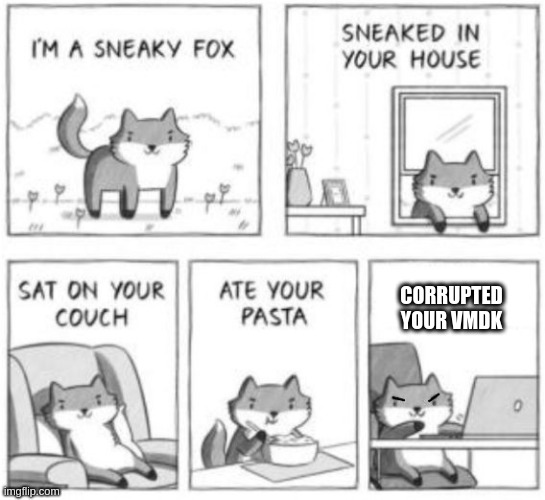 I'M A SNEAKY FOX
SNEAKED IN
YOUR HOUSE
SAT ON YOUR
COUCH
ATE YOUR
PASTA
CORRUPTED
YOUR VMDK
imgflip.com